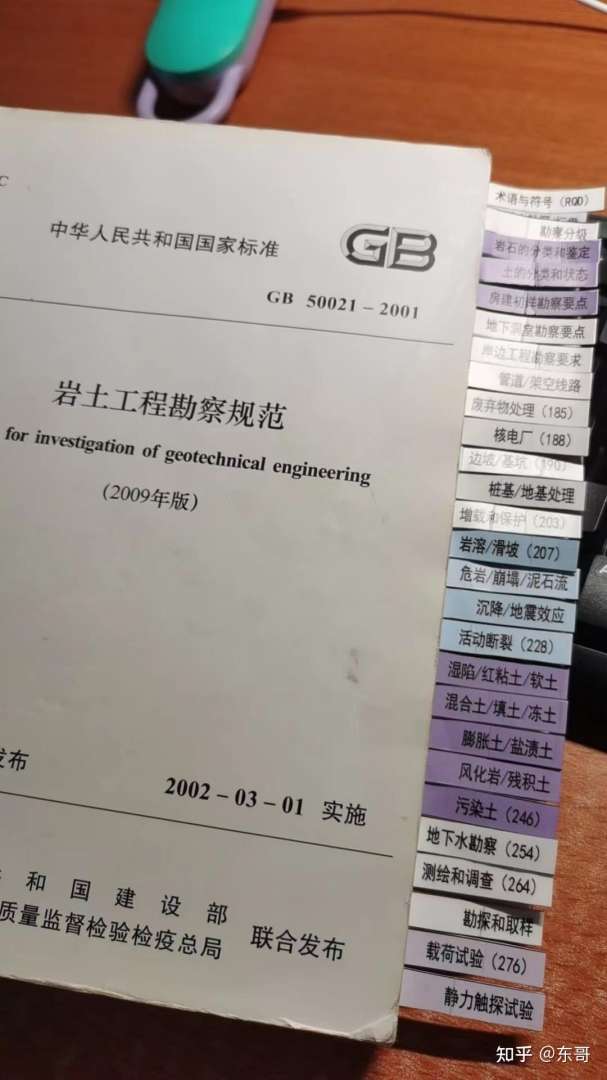 C
中华人民共和国国家标准
GB
GB 50021-2001
岩土工程勘察规范
for investigation of geotechnical engineering
(2009年版)
发布
2002-03-01 实施
和国建设部
质量监督检验检疫总局
联合发布
术语与符号 (RQD)
勘察分级
岩石的分类和鉴定
土的分类和状态
房建初详勘察要点
地下洞室勘察要点
岸边工程勘察要求
管道/架空线路
废弃物处理 (185)
核电厂 (188)
边坡/基坑 (190)
桩基/地基处理
增载和保护 (203)
岩溶/滑坡 (207)
危岩/崩塌/泥石流
沉降/地震效应
活动断裂 (228)
湿陷/红粘土/软土
混合土/填土/冻土
膨胀土/盐渍土
风化岩/残积土
污染土 (246)
地下水勘察 (254)
测绘和调查 (264)
勘探和取样
载荷试验 (276)
静力触探试验
知乎 @东哥